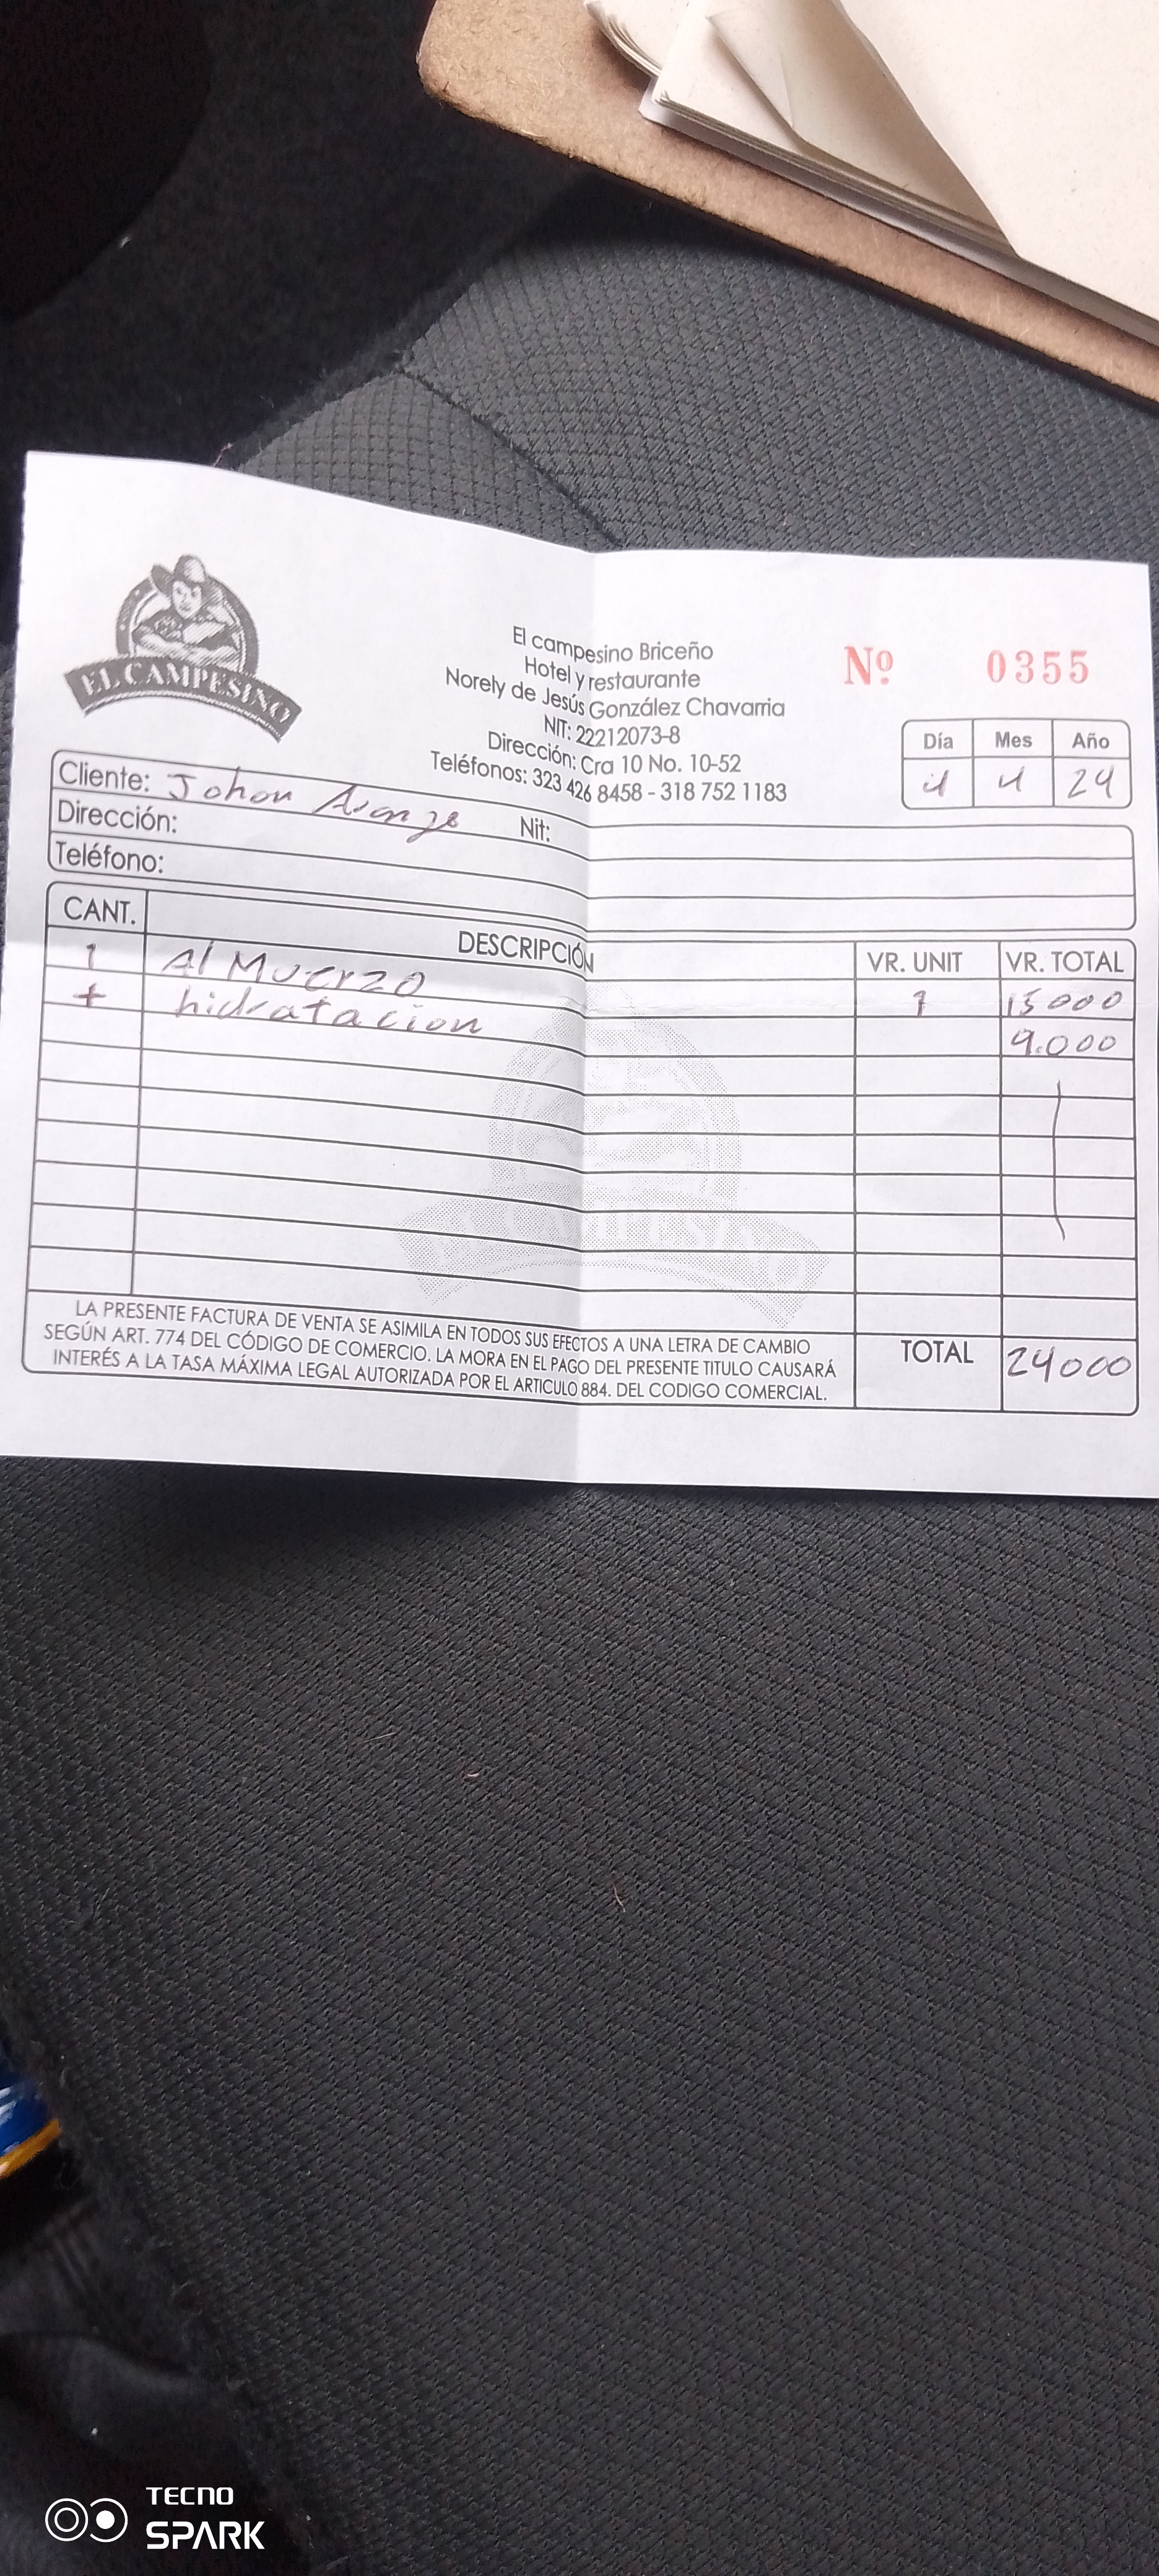 EL CAMPESINO
El campesino Briceño
Hotel y restaurante
Norely de Jesús González Chavarria
NIT: 22212073-8
Dirección: Cra 10 No. 10-52
Teléfonos: 323 426 8458 - 318 752 1183
Nº 0355
Día Mes Año
24
Cliente: Johon Nit:
Dirección:
Teléfono:
CANT. DESCRIPCIÓN VR. UNIT VR. TOTAL
1 AlMuerzo 1 15000
+ hidratacion 9.000
EL CAMPESINO
LA PRESENTE FACTURA DE VENTA SE ASIMILA EN TODOS SUS EFECTOS A UNA LETRA DE CAMBIO
SEGÚN ART. 774 DEL CÓDIGO DE COMERCIO. LA MORA EN EL PAGO DEL PRESENTE TITULO CAUSARÁ
INTERÉS A LA TASA MÁXIMA LEGAL AUTORIZADA POR EL ARTICULO 884. DEL CODIGO COMERCIAL.
TOTAL 24000
TECNO
SPARK